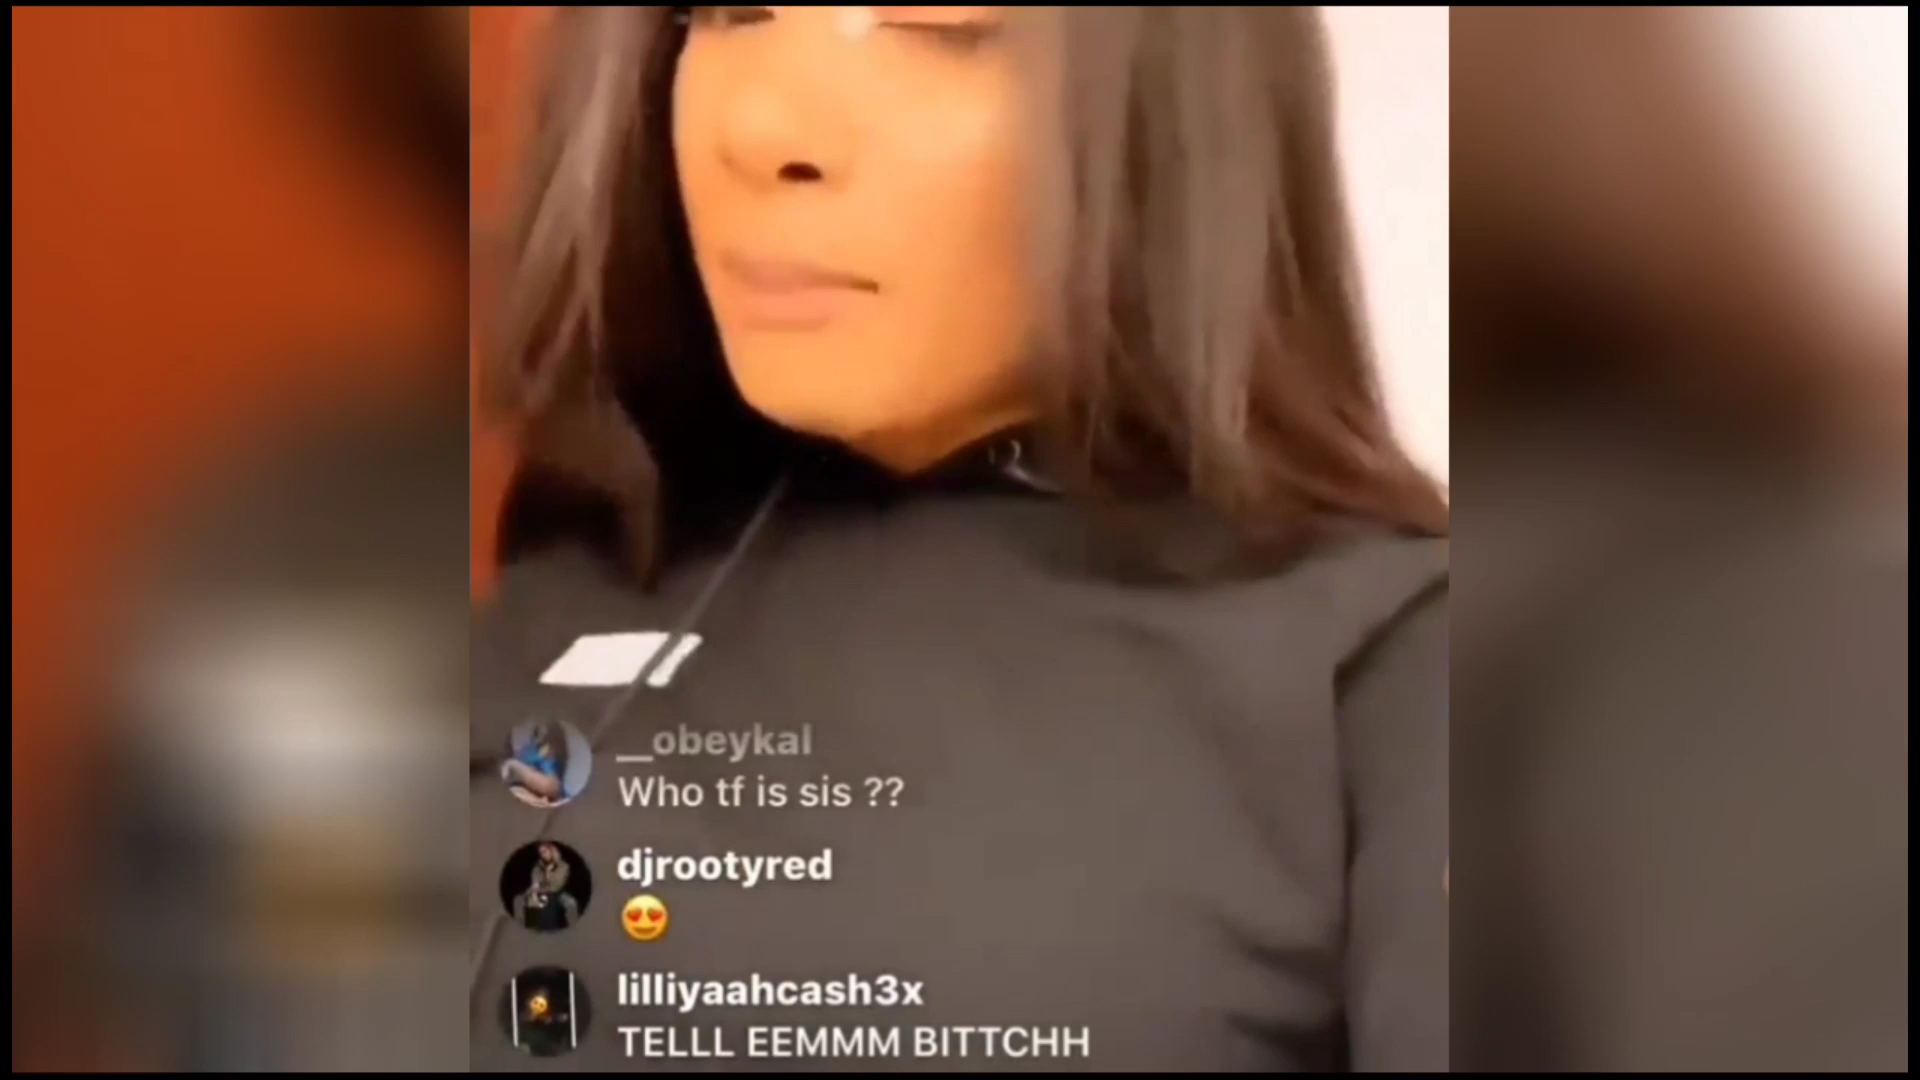 __obeykal
Who tf is sis ??
djrootyred
😍
lilliyaahcash3x
TELLL EEMMM BITTCHH